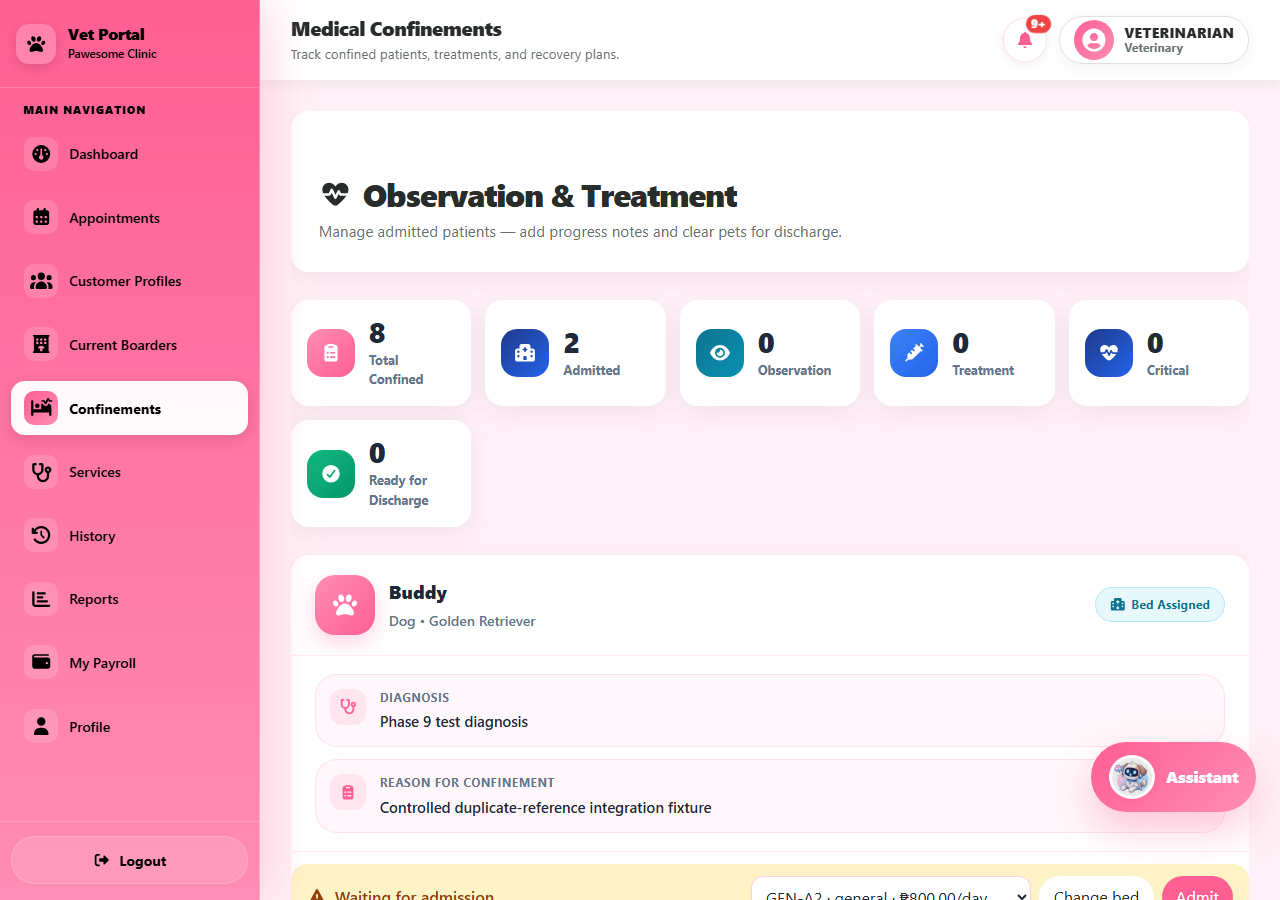 Vet Portal
Pawesome Clinic
MAIN NAVIGATION
Dashboard
Appointments
Customer Profiles
Current Boarders
Confinements
Services
History
Reports
My Payroll
Profile
Logout
Medical Confinements
Track confined patients, treatments, and recovery plans.
9+
VETERINARIAN
Veterinary
Observation & Treatment
Manage admitted patients — add progress notes and clear pets for discharge.
8
Total
Confined
2
Admitted
0
Observation
0
Treatment
0
Critical
0
Ready for
Discharge
Buddy
Dog • Golden Retriever
Bed Assigned
DIAGNOSIS
Phase 9 test diagnosis
REASON FOR CONFINEMENT
Controlled duplicate-reference integration fixture
Assistant
Waiting for admission
GEN-A2 · general · ₱800.00/day
Change bed
Admit